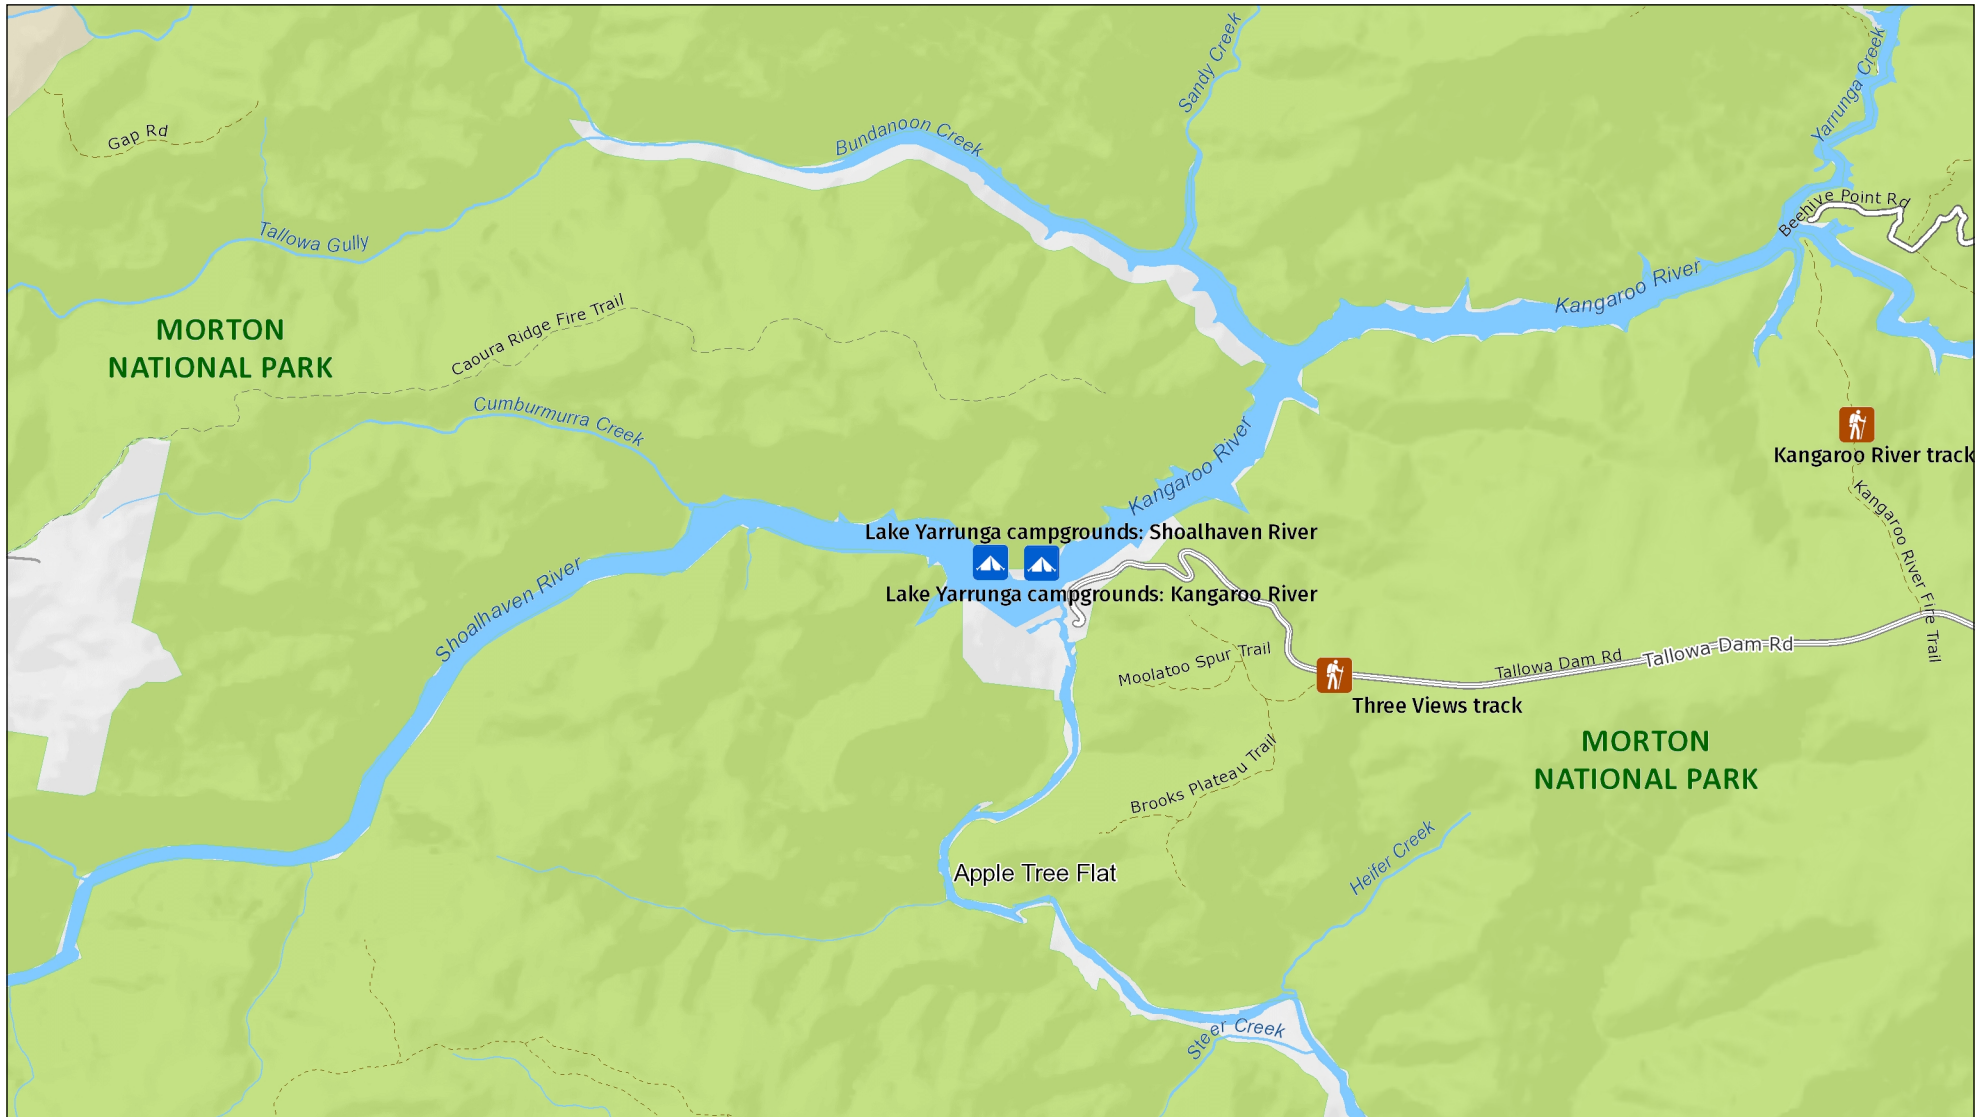 Sandy Creek
Yarrunga Creek
Gap Rd
Bundanoon Creek
Beehive Point Rd
Tallowa Gully
Kangaroo River
Caoura Ridge Fire Trail
MORTON
NATIONAL PARK
Cumburmurra Creek
Kangaroo River
Kangaroo River track
Lake Yarrunga campgrounds: Shoalhaven River
Lake Yarrunga campgrounds: Kangaroo River
Kangaroo River Fire Trail
Shoalhaven River
Moolatoo Spur Trail
Tallowa Dam Rd
Tallowa Dam Rd
Three Views track
MORTON
NATIONAL PARK
Brooks Plateau Trail
Heifer Creek
Apple Tree Flat
Steer Creek